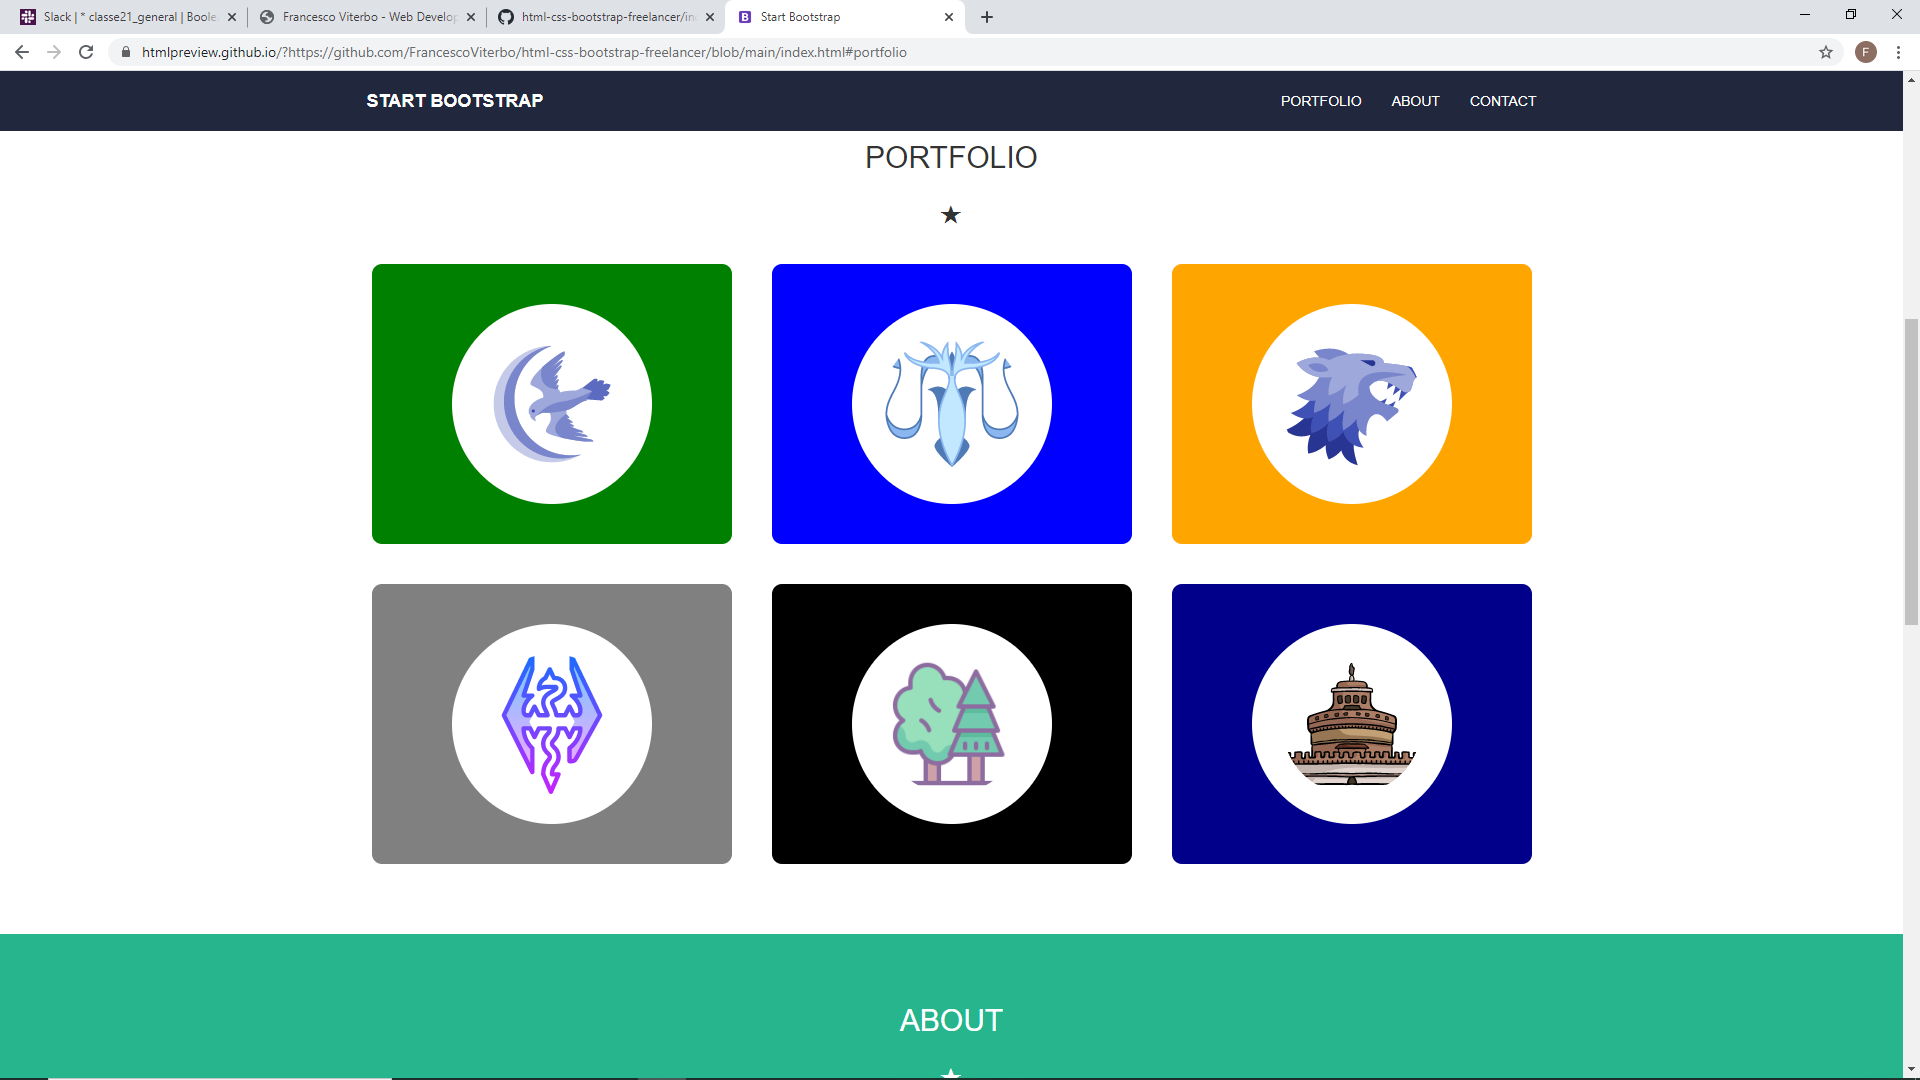 Slack | * classe21_general | Boole
Francesco Viterbo - Web Develop
html-css-bootstrap-freelancer/in
Start Bootstrap
htmlpreview.github.io/?https://github.com/FrancescoViterbo/html-css-bootstrap-freelancer/blob/main/index.html#portfolio
F
START BOOTSTRAP
PORTFOLIO
ABOUT
CONTACT
PORTFOLIO
ABOUT